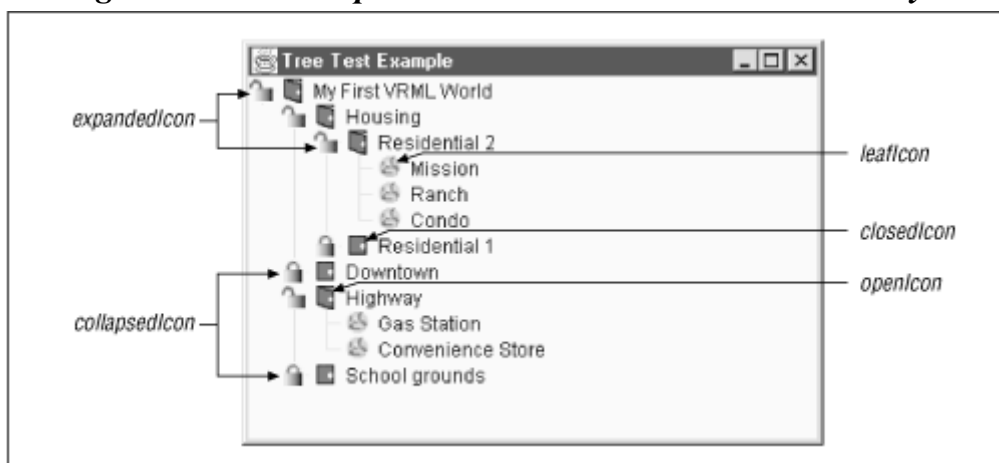 Tree Test Example
My First VRML World
expandedIcon
Housing
Residential 2
leafIcon
Mission
Ranch
Condo
closedIcon
Residential 1
Downtown
openIcon
Highway
collapsedIcon
Gas Station
Convenience Store
School grounds